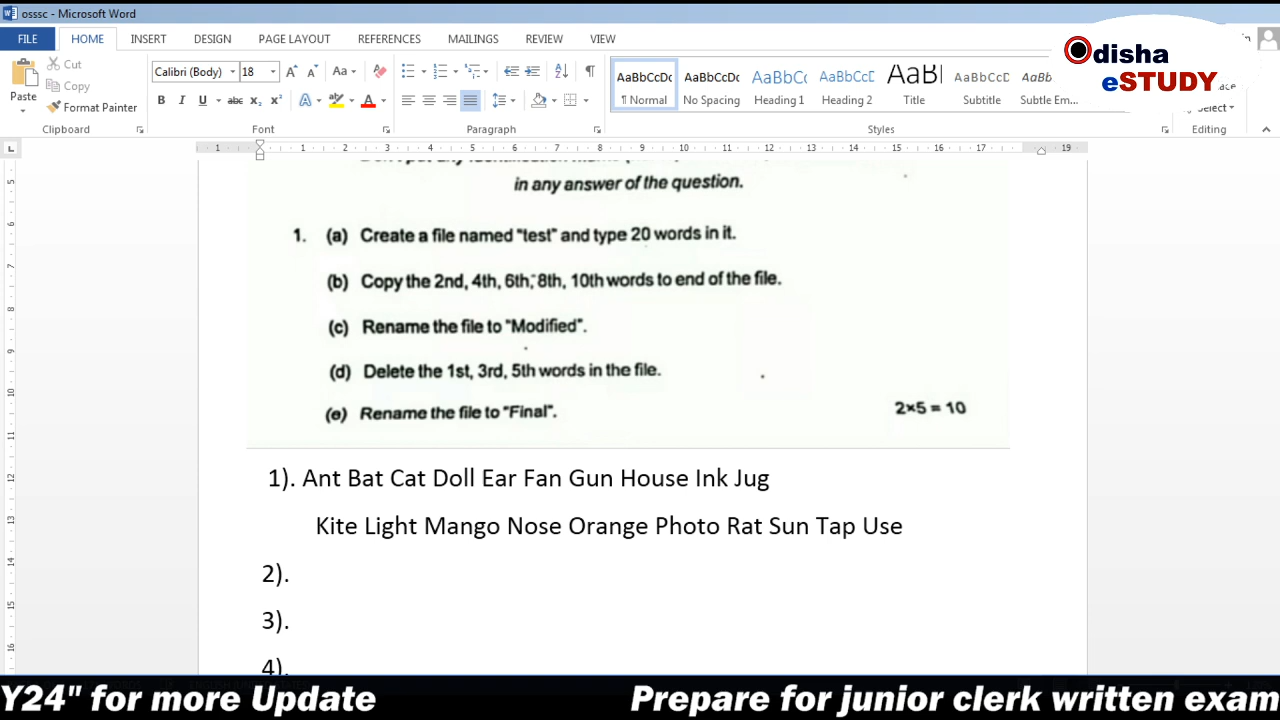 osssc - Microsoft Word
FILE HOME INSERT DESIGN PAGE LAYOUT REFERENCES MAILINGS REVIEW VIEW
Odisha
eSTUDY
Paste
Cut
Copy
Format Painter
Clipboard
Calibri (Body) 18
Font
Paragraph
AaBbCcDc AaBbCcDc AaBbCc AaBbCcD AaBl AaBbCcD
¶ Normal No Spacing Heading 1 Heading 2 Title Subtitle Subtle Em...
Styles
Select
Editing
in any answer of the question.
1. (a) Create a file named "test" and type 20 words in it.
(b) Copy the 2nd, 4th, 6th, 8th, 10th words to end of the file.
(c) Rename the file to "Modified".
(d) Delete the 1st, 3rd, 5th words in the file.
(e) Rename the file to "Final".
2×5 = 10
1). Ant Bat Cat Doll Ear Fan Gun House Ink Jug
Kite Light Mango Nose Orange Photo Rat Sun Tap Use
2).
3).
4).
Y24" for more Update Prepare for junior clerk written exam